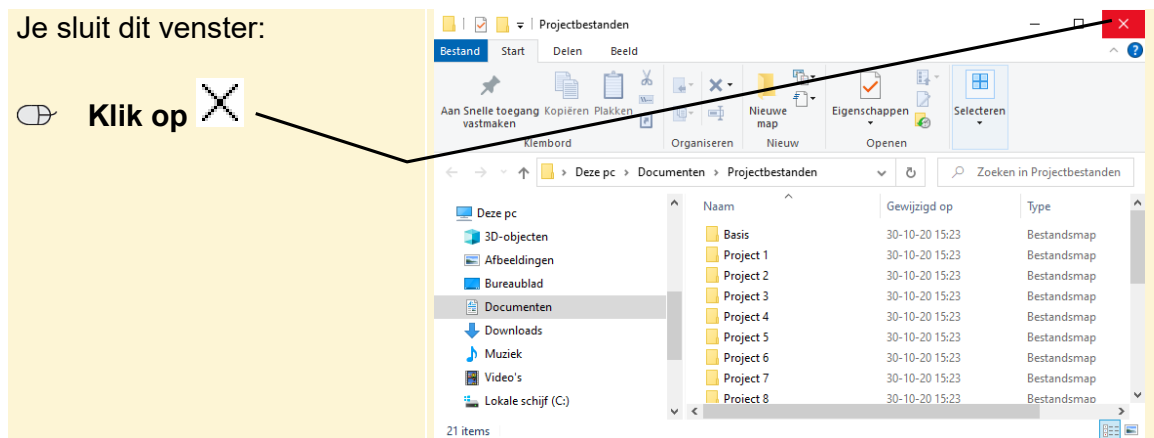 Je sluit dit venster:
Klik op
Projectbestanden
Bestand Start Delen Beeld
Aan Snelle toegang vastmaken
Kopiëren
Plakken
Klembord
Organiseren
Nieuwe map
Nieuw
Eigenschappen
Openen
Selecteren
Deze pc > Documenten > Projectbestanden
Zoeken in Projectbestanden
Deze pc
3D-objecten
Afbeeldingen
Bureaublad
Documenten
Downloads
Muziek
Video's
Lokale schijf (C:)
Naam Gewijzigd op Type
Basis 30-10-20 15:23 Bestandsmap
Project 1 30-10-20 15:23 Bestandsmap
Project 2 30-10-20 15:23 Bestandsmap
Project 3 30-10-20 15:23 Bestandsmap
Project 4 30-10-20 15:23 Bestandsmap
Project 5 30-10-20 15:23 Bestandsmap
Project 6 30-10-20 15:23 Bestandsmap
Project 7 30-10-20 15:23 Bestandsmap
Project 8 30-10-20 15:23 Bestandsmap
21 items